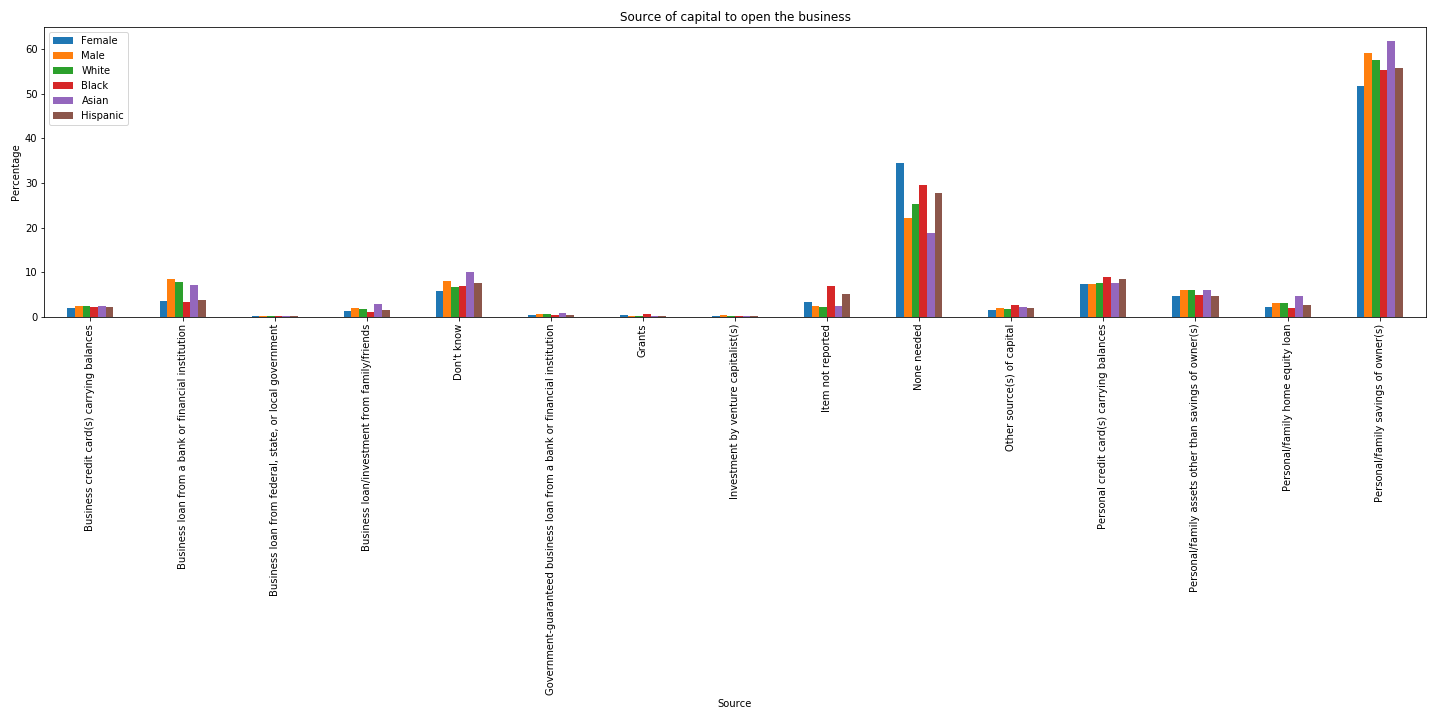 Source of capital to open the business
Female
Male
White
Black
Asian
Hispanic
Percentage
60
50
40
30
20
10
0
Business credit card(s) carrying balances
Business loan from a bank or financial institution
Business loan from federal, state, or local government
Business loan/investment from family/friends
Don't know
Government-guaranteed business loan from a bank or financial institution
Grants
Investment by venture capitalist(s)
Item not reported
None needed
Other source(s) of capital
Personal credit card(s) carrying balances
Personal/family assets other than savings of owner(s)
Personal/family home equity loan
Personal/family savings of owner(s)
Source